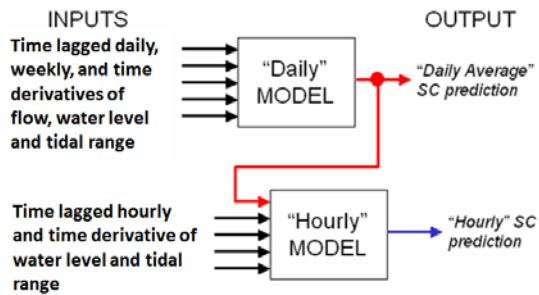 INPUTS
OUTPUT
Time lagged daily,
weekly, and time
derivatives of
flow, water level
and tidal range
“Daily”
MODEL
“Daily Average”
SC prediction
Time lagged hourly
and time derivative of
water level and tidal
range
“Hourly”
MODEL
“Hourly” SC
prediction